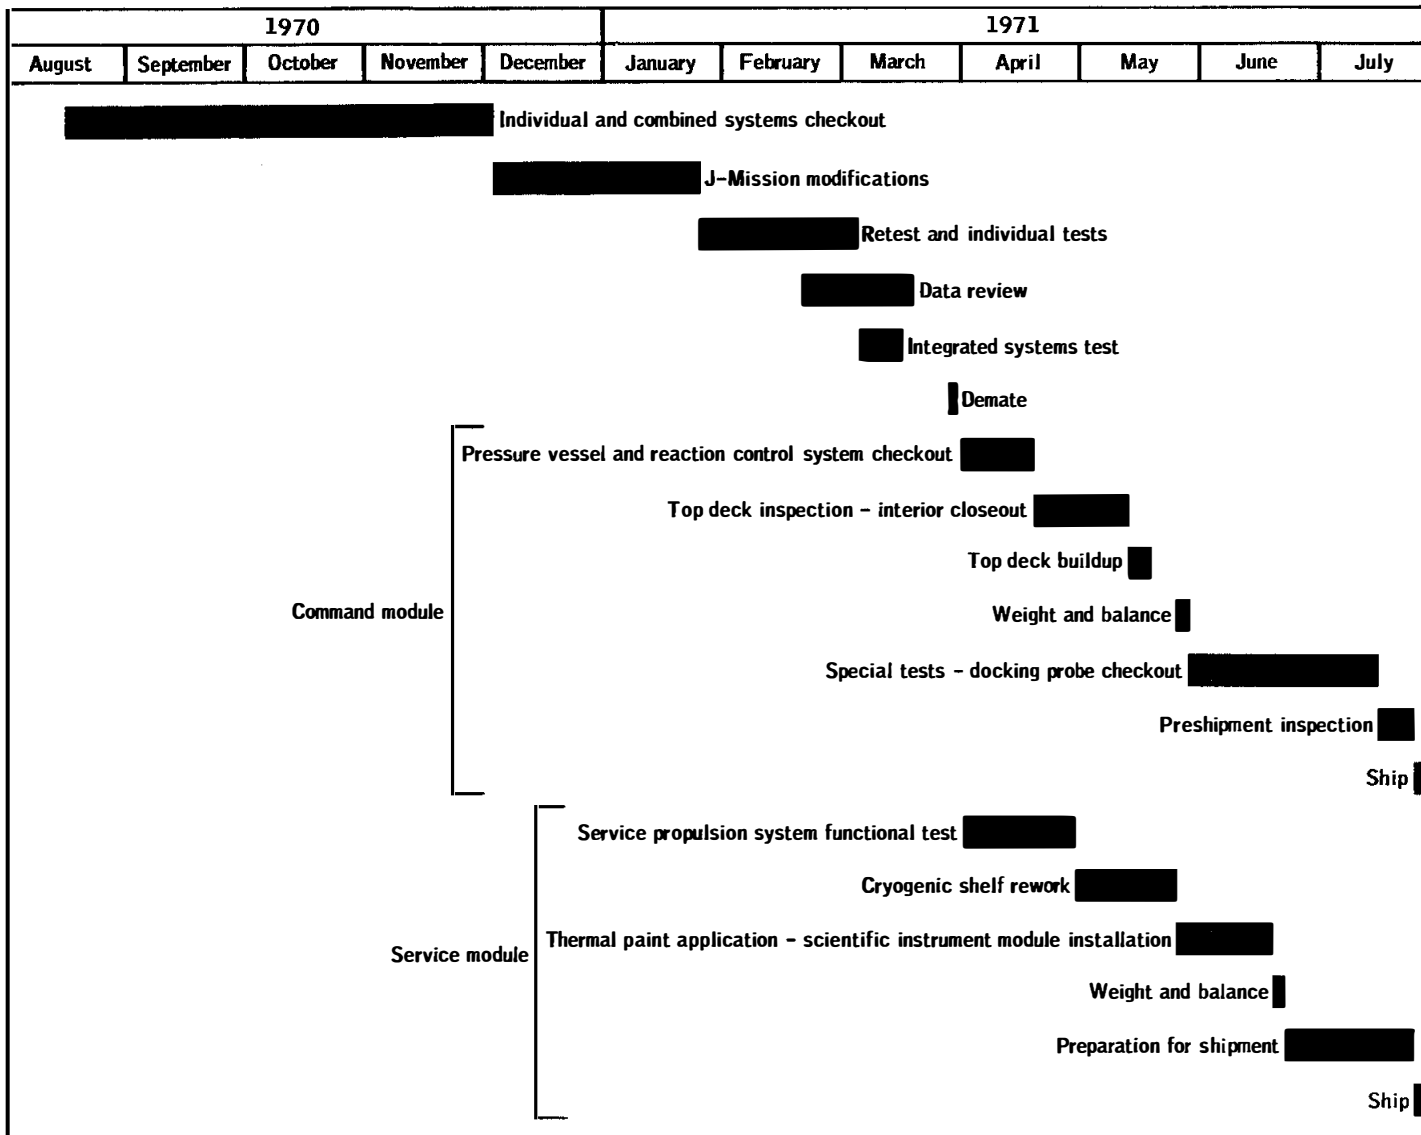 1970 1971
August September October November December January February March April May June July
Individual and combined systems checkout
J-Mission modifications
Retest and individual tests
Data review
Integrated systems test
Demate
Pressure vessel and reaction control system checkout
Top deck inspection - interior closeout
Top deck buildup
Command module
Weight and balance
Special tests - docking probe checkout
Preshipment inspection
Ship
Service propulsion system functional test
Cryogenic shelf rework
Thermal paint application - scientific instrument module installation
Service module
Weight and balance
Preparation for shipment
Ship